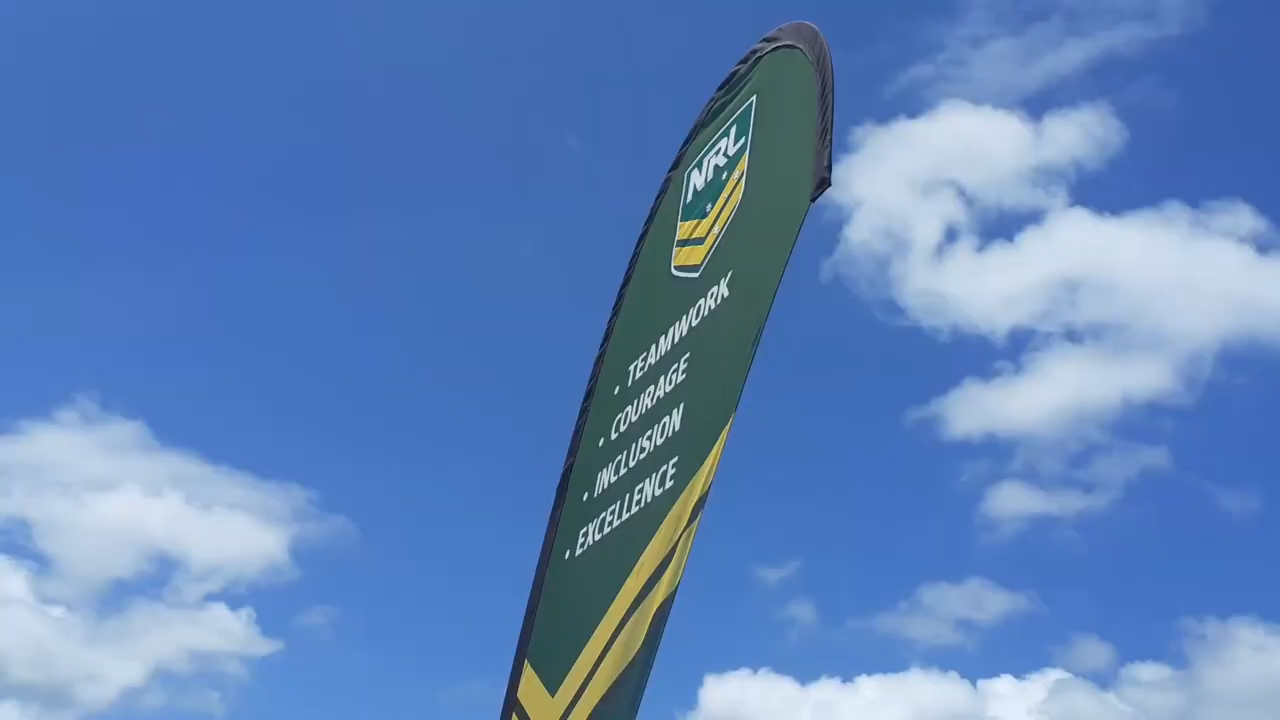 NRL
• TEAMWORK
• COURAGE
• INCLUSION
• EXCELLENCE